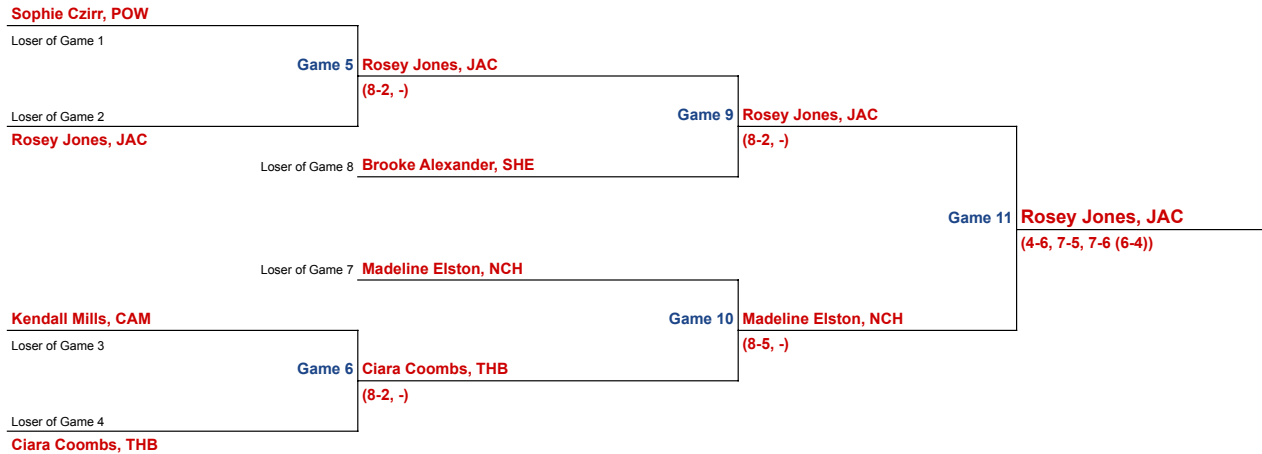 Sophie Czirr, POW
Loser of Game 1
Game 5 Rosey Jones, JAC
(8-2, -)
Loser of Game 2
Game 9 Rosey Jones, JAC
Rosey Jones, JAC
(8-2, -)
Loser of Game 8 Brooke Alexander, SHE
Game 11 Rosey Jones, JAC
(4-6, 7-5, 7-6 (6-4))
Loser of Game 7 Madeline Elston, NCH
Kendall Mills, CAM
Game 10 Madeline Elston, NCH
Loser of Game 3
(8-5, -)
Game 6 Ciara Coombs, THB
(8-2, -)
Loser of Game 4
Ciara Coombs, THB